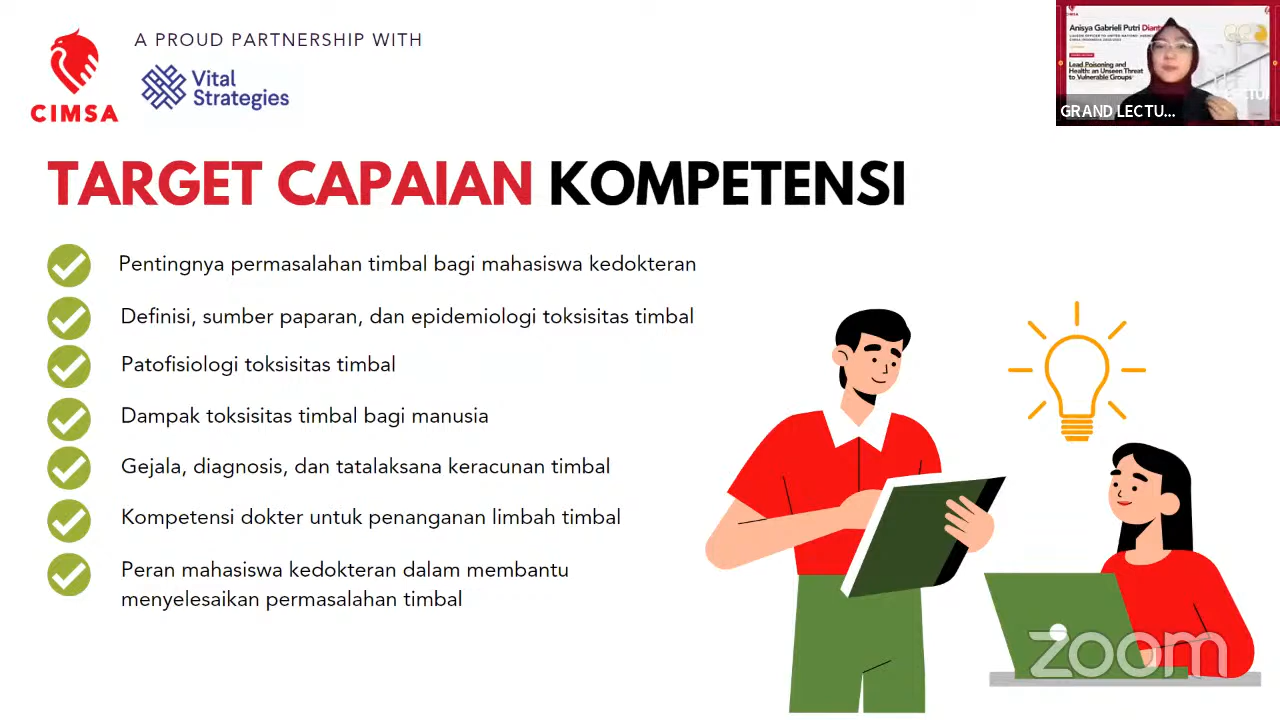 A PROUD PARTNERSHIP WITH
CIMSA
Vital
Strategies
Anisya Gabrieli Putri
Lead Poisoning and
Health: an Unseen Threat
to Vulnerable Groups
GRAND LECTU...
TARGET CAPAIAN KOMPETENSI
Pentingnya permasalahan timbal bagi mahasiswa kedokteran
Definisi, sumber paparan, dan epidemiologi toksisitas timbal
Patofisiologi toksisitas timbal
Dampak toksisitas timbal bagi manusia
Gejala, diagnosis, dan tatalaksana keracunan timbal
Kompetensi dokter untuk penanganan limbah timbal
Peran mahasiswa kedokteran dalam membantu
menyelesaikan permasalahan timbal
zoom